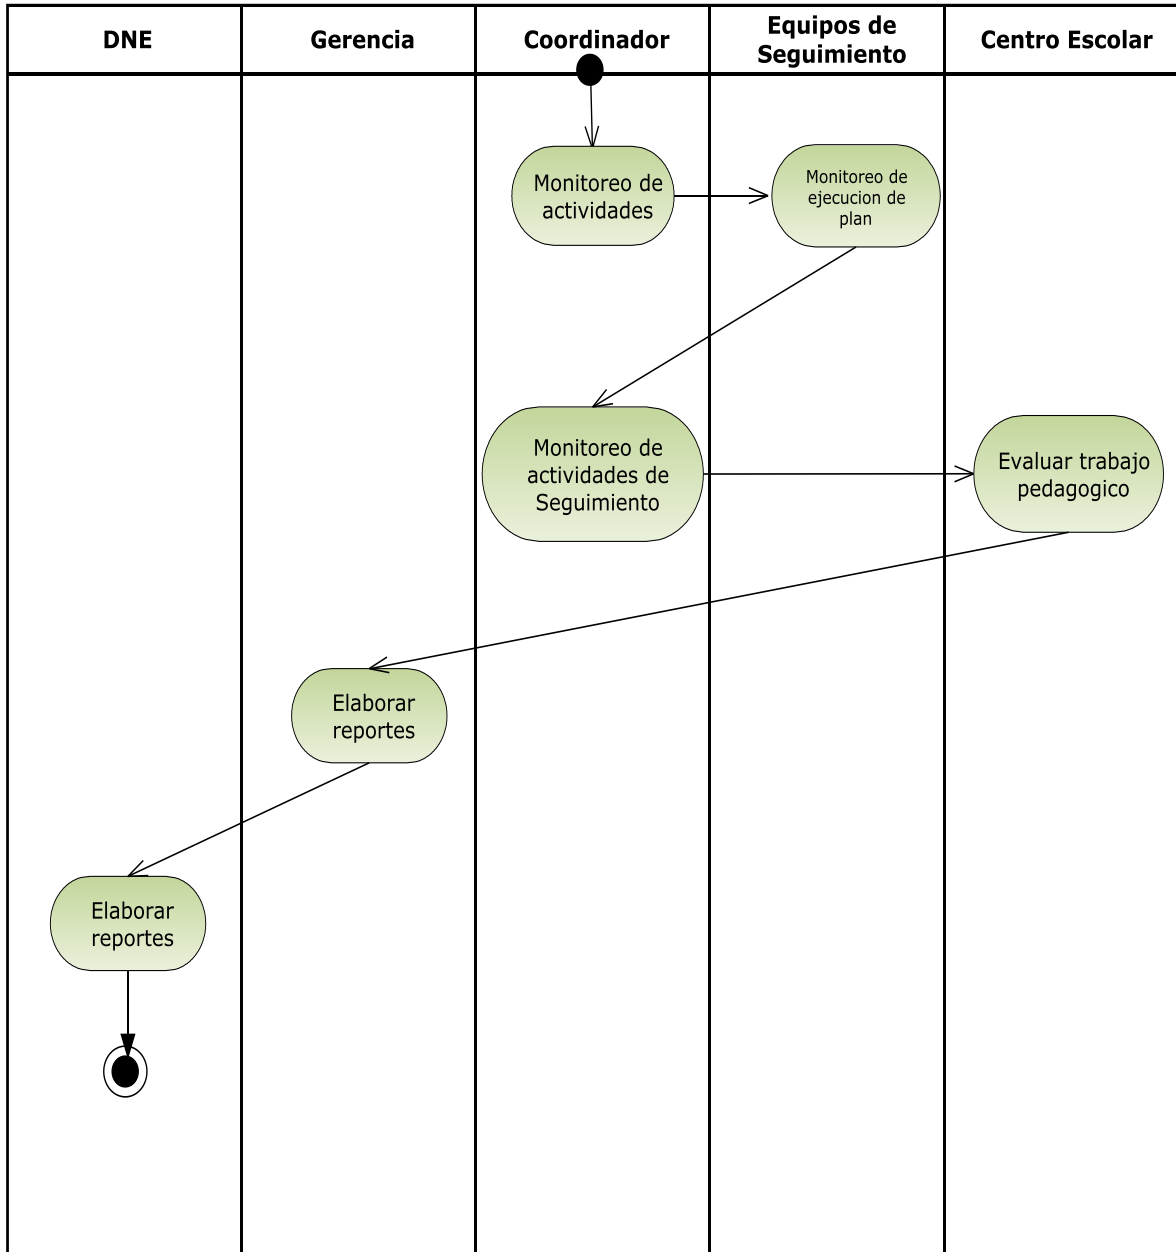 DNE
Gerencia
Coordinador
Equipos de
Seguimiento
Centro Escolar
Monitoreo de
actividades
Monitoreo de
ejecucion de
plan
Monitoreo de
actividades de
Seguimiento
Evaluar trabajo
pedagogico
Elaborar
reportes
Elaborar
reportes